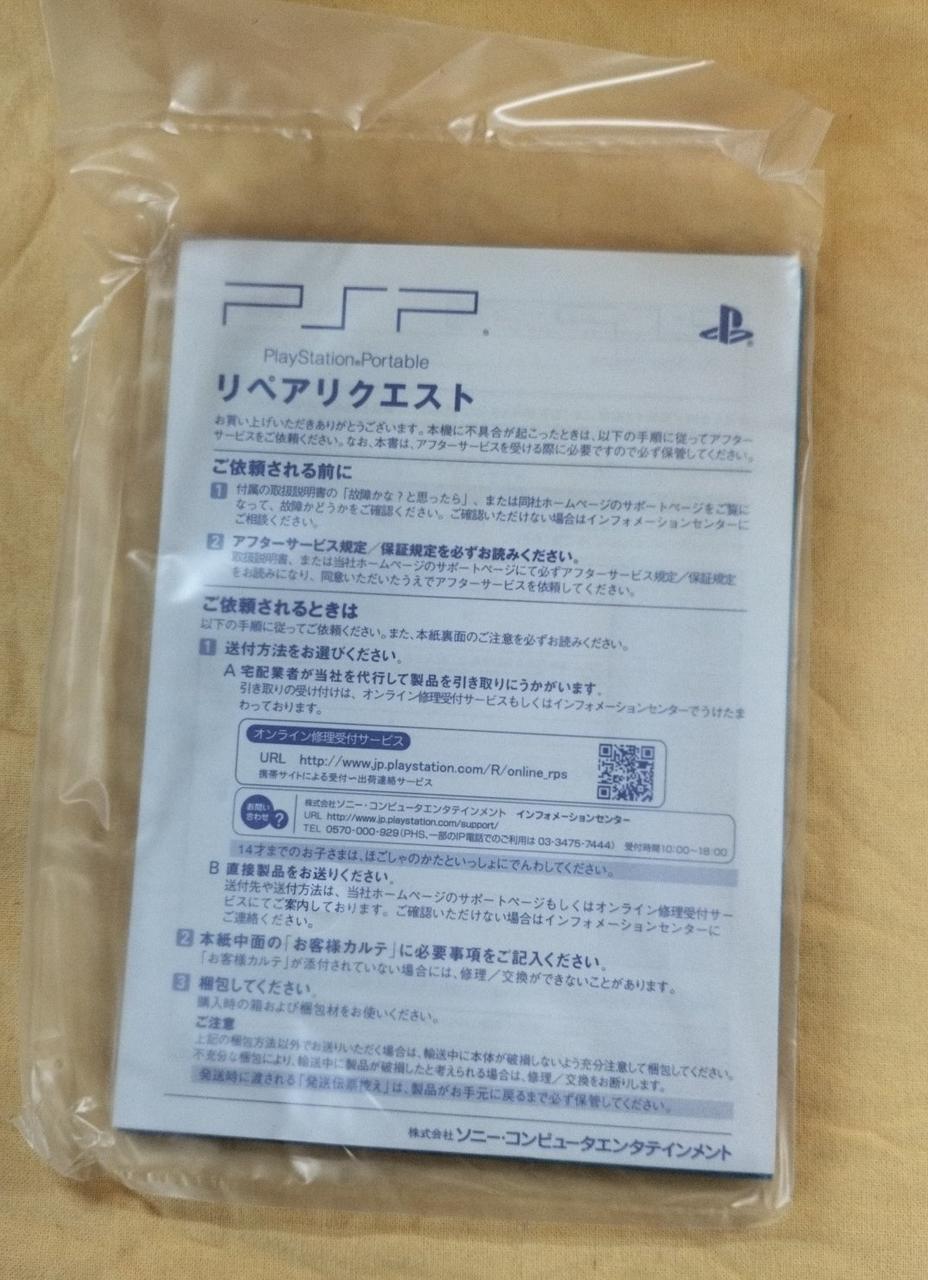 PSP
PlayStation®Portable
リペアリクエスト
お買い上げいただきありがとうございます。本機に不具合が起こったときは、以下の手順に従ってアフター
サービスをご依頼ください。なお、本書は、アフターサービスを受ける際に必要ですので必ず保管してください。
ご依頼される前に
1 付属の取扱説明書の「故障かな?と思ったら」、または同社ホームページのサポートページをご覧に
なって、故障かどうかをご確認ください。ご確認いただけない場合はインフォメーションセンターに
ご相談ください。
2 アフターサービス規定/保証規定を必ずお読みください。
取扱説明書、または当社ホームページのサポートページにて必ずアフターサービス規定/保証規定
をお読みになり、同意いただいたうえでアフターサービスを依頼してください。
ご依頼されるときは
以下の手順に従ってご依頼ください。また、本紙裏面のご注意を必ずお読みください。
1 送付方法をお選びください。
A 宅配業者が当社を代行して製品を引き取りにうかがいます。
引き取りの受け付けは、オンライン修理受付サービスもしくはインフォメーションセンターでうけたま
わっております。
オンライン修理受付サービス
URL http://www.jp.playstation.com/R/online_rps
携帯サイトによる受付〜出荷連絡サービス
お問い合わせ?
株式会社ソニー・コンピュータエンタテインメント インフォメーションセンター
URL http://www.jp.playstation.com/support/
TEL 0570-000-929(PHS、一部のIP電話でのご利用は 03-3475-7444) 受付時間10:00〜18:00
14才までのお子さまは、ほごしゃのかたといっしょにでんわしてください。
B 直接製品をお送りください。
送付先や送付方法は、当社ホームページのサポートページもしくはオンライン修理受付サー
ビスにてご案内しております。ご確認いただけない場合はインフォメーションセンターに
ご連絡ください。
2 本紙中面の「お客様カルテ」に必要事項をご記入ください。
「お客様カルテ」が添付されていない場合には、修理/交換ができないことがあります。
3 梱包してください。
購入時の箱および梱包材をお使いください。
ご注意
上記の梱包方法以外でお送りいただく場合は、輸送中に本体が破損しないよう充分注意して梱包してください。
不充分な梱包により、輸送中に製品が破損したと考えられる場合は、修理/交換をお断りします。
発送時に渡される「発送伝票控え」は、製品がお手元に戻るまで必ず保管してください。
株式会社ソニー・コンピュータエンタテインメント